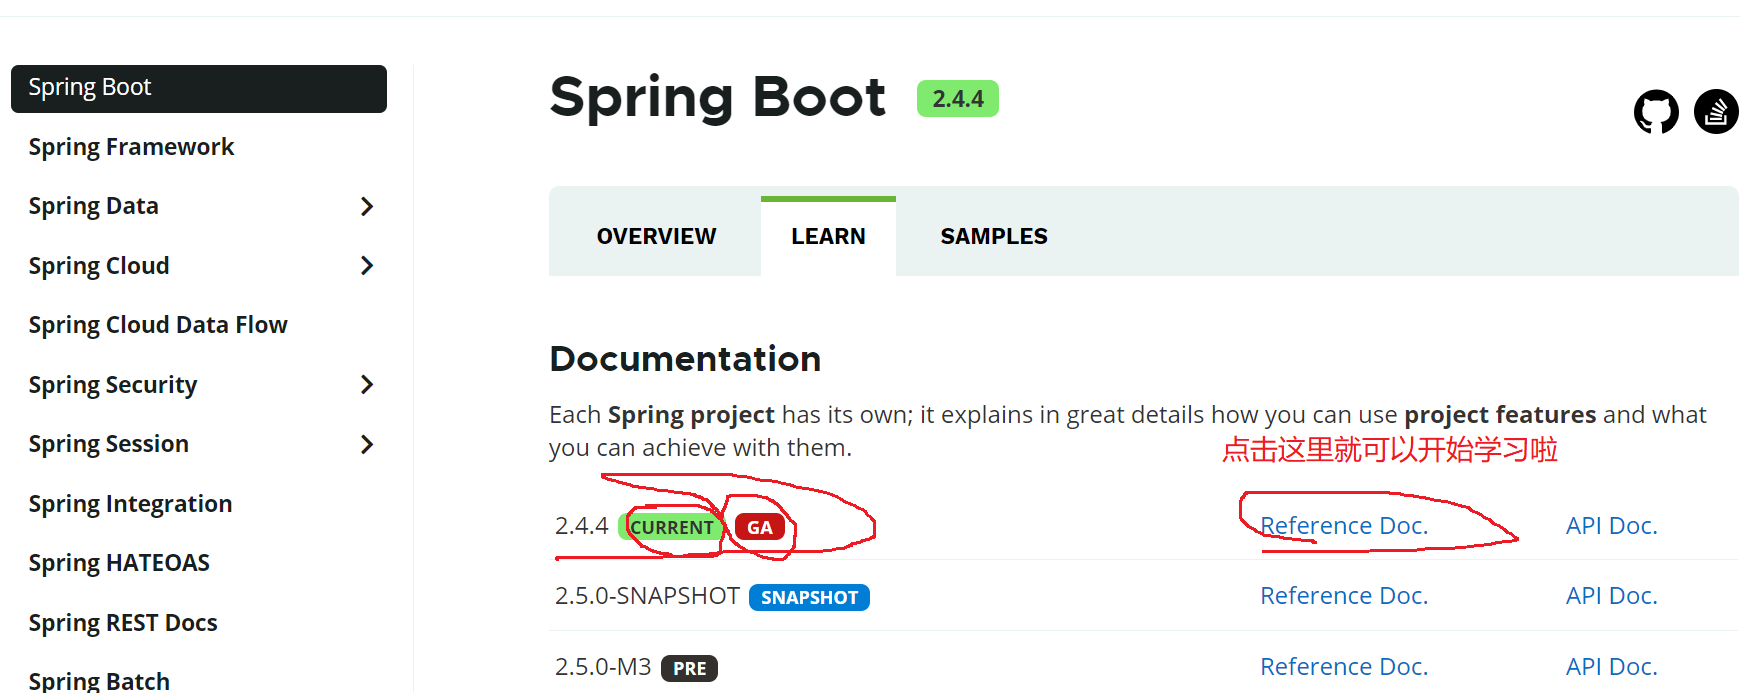 Spring Boot
Spring Framework
Spring Data
Spring Cloud
Spring Cloud Data Flow
Spring Security
Spring Session
Spring Integration
Spring HATEOAS
Spring REST Docs
Spring Batch
Spring Boot 2.4.4
OVERVIEW LEARN SAMPLES
Documentation
Each Spring project has its own; it explains in great details how you can use project features and what
you can achieve with them.
点击这里就可以开始学习啦
2.4.4 CURRENT GA Reference Doc. API Doc.
2.5.0-SNAPSHOT SNAPSHOT Reference Doc. API Doc.
2.5.0-M3 PRE Reference Doc. API Doc.